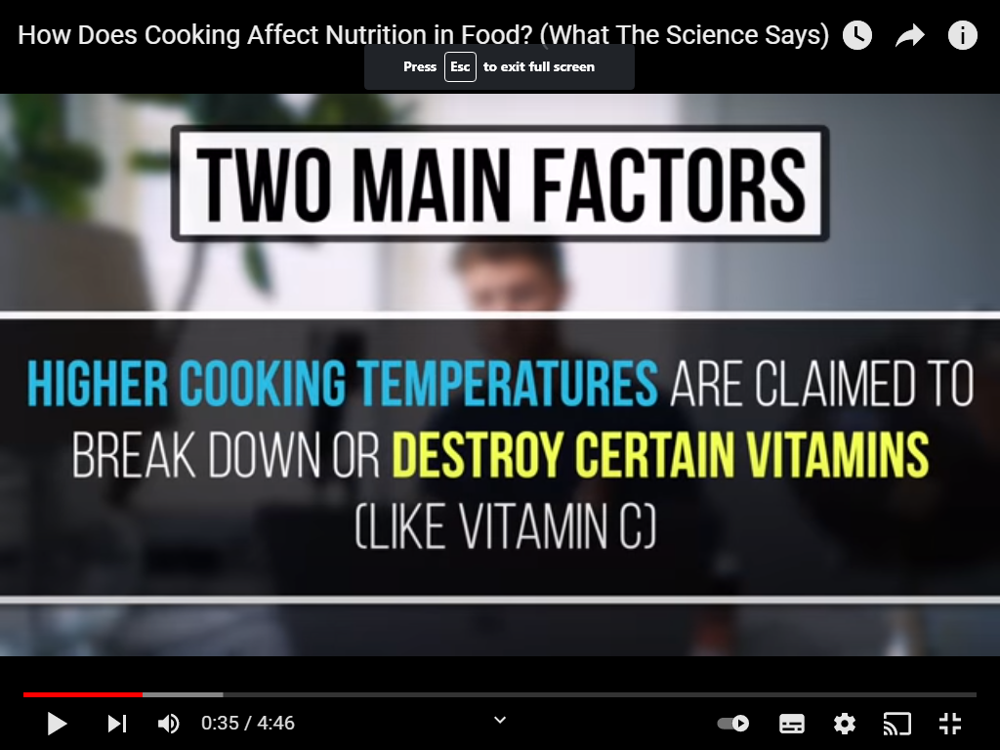 How Does Cooking Affect Nutrition in Food? (What The Science Says)
Press Esc to exit full screen
TWO MAIN FACTORS
HIGHER COOKING TEMPERATURES ARE CLAIMED TO
BREAK DOWN OR DESTROY CERTAIN VITAMINS
(LIKE VITAMIN C)
0:35 / 4:46